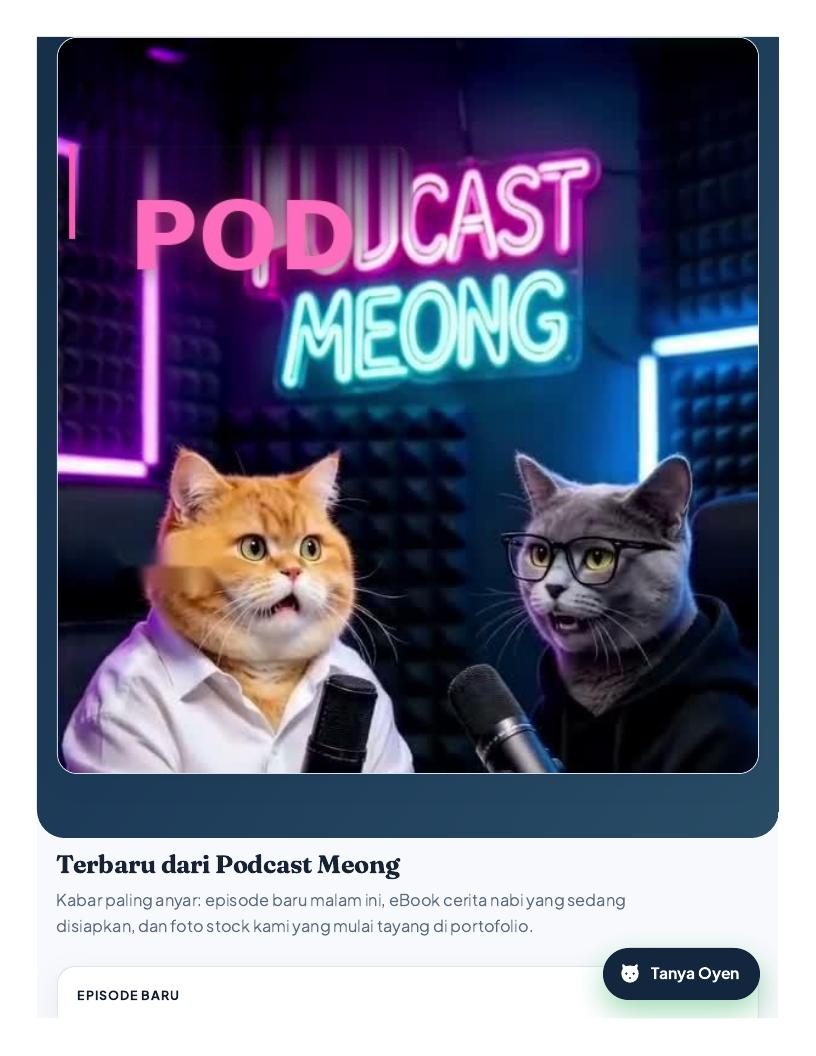 POD
PODCAST
MEONG
Terbaru dari Podcast Meong
Kabar paling anyar: episode baru malam ini, eBook cerita nabi yang sedang
disiapkan, dan foto stock kami yang mulai tayang di portofolio.
Tanya Oyen
EPISODE BARU